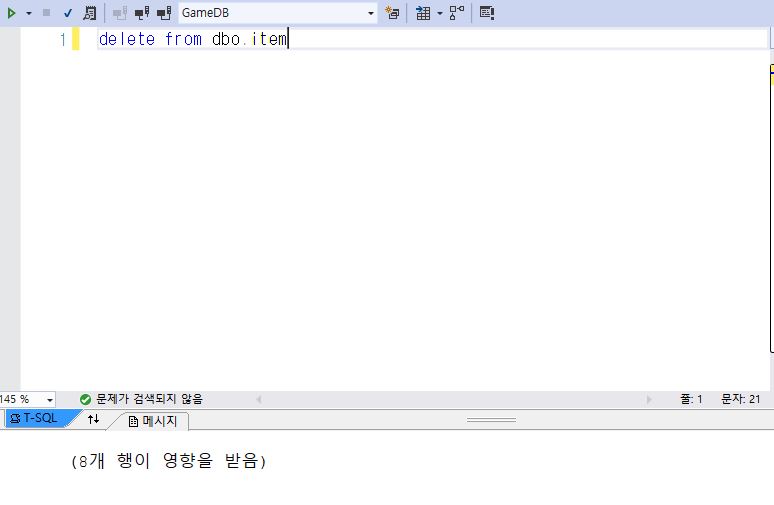 GameDB
1 delete from dbo.item
145 % 문제가 검색되지 않음 줄: 1 문자: 21
T-SQL 메시지
(8개 행이 영향을 받음)